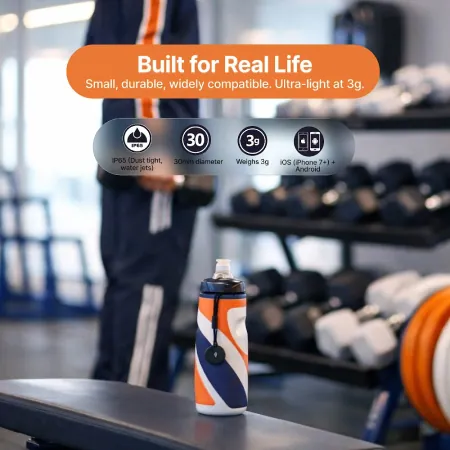 Built for Real Life
Small, durable, widely compatible. Ultra-light at 3g.
IP65
30
3g
IP65 (Dust tight,
water jets)
30mm diameter
Weighs 3g
iOS (iPhone 7+) +
Android